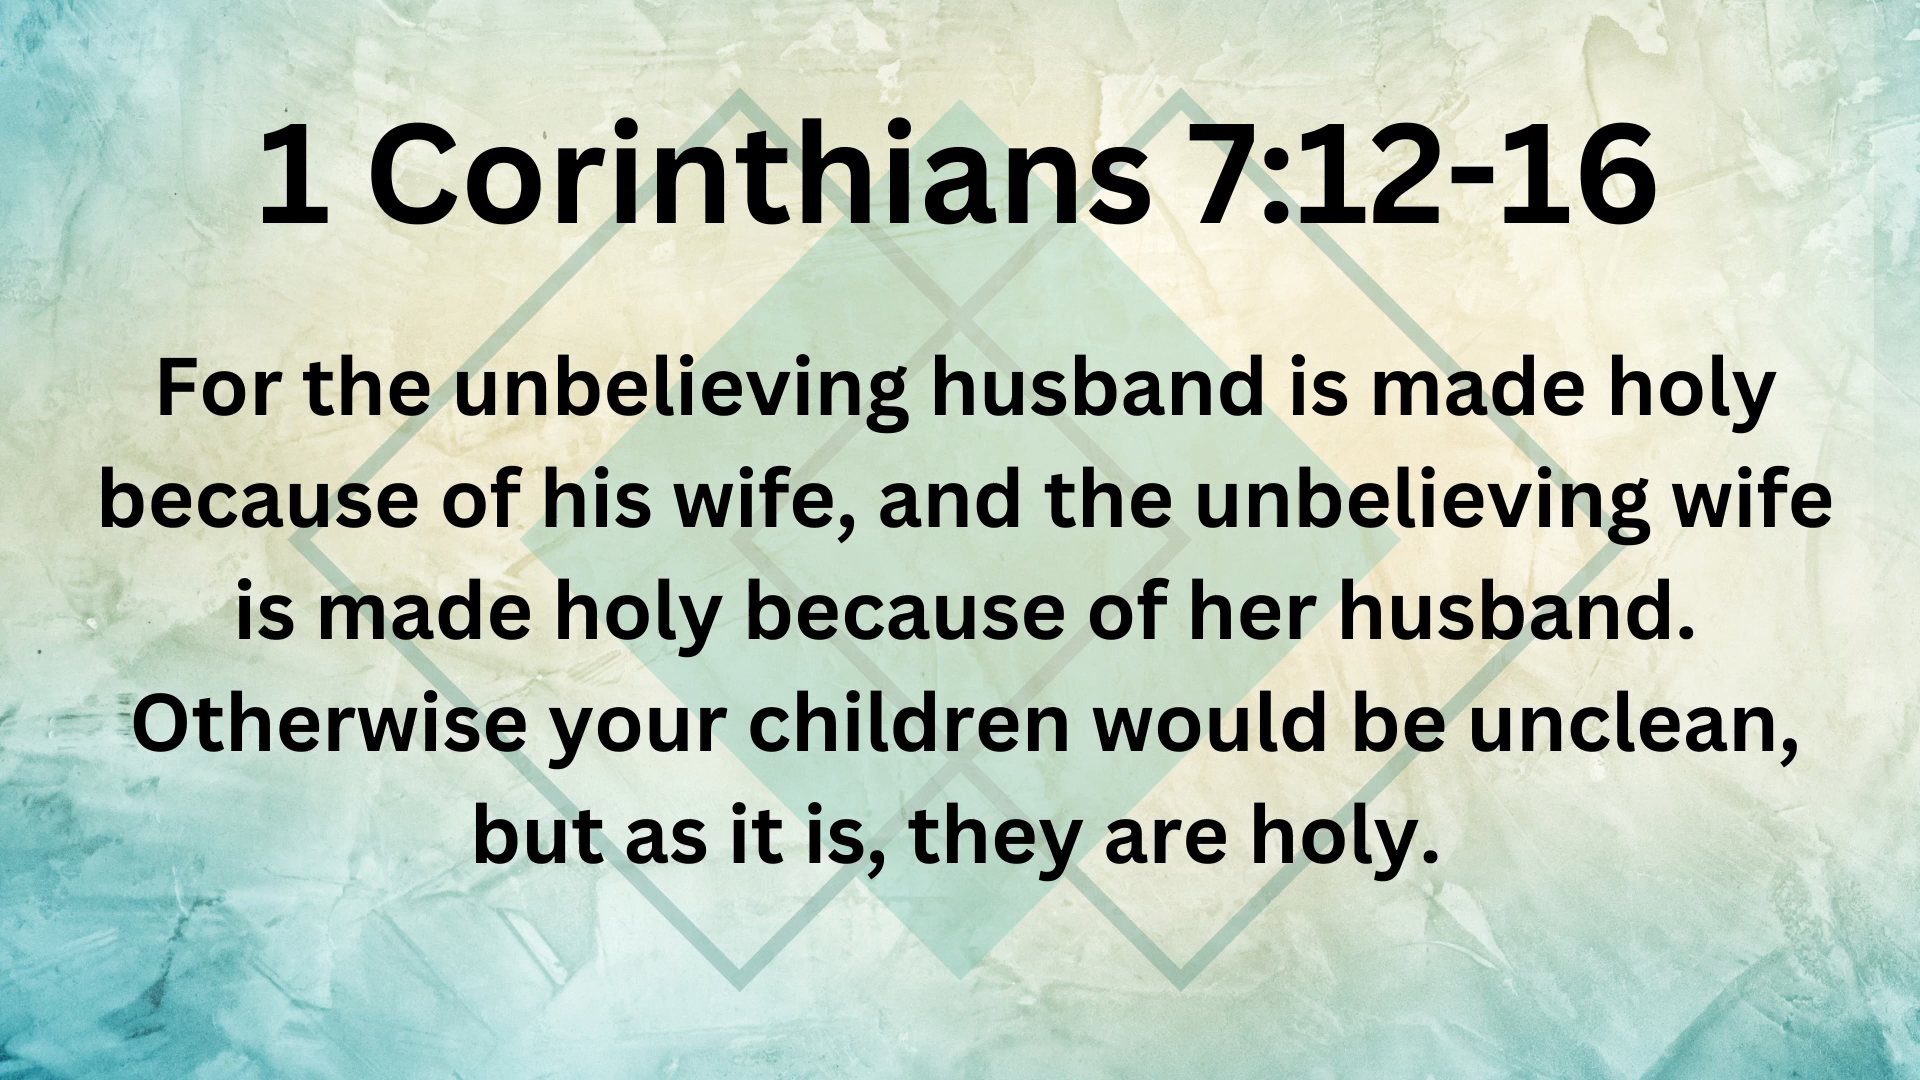 1 Corinthians 7:12-16
For the unbelieving husband is made holy
because of his wife, and the unbelieving wife
is made holy because of her husband.
Otherwise your children would be unclean,
but as it is, they are holy.